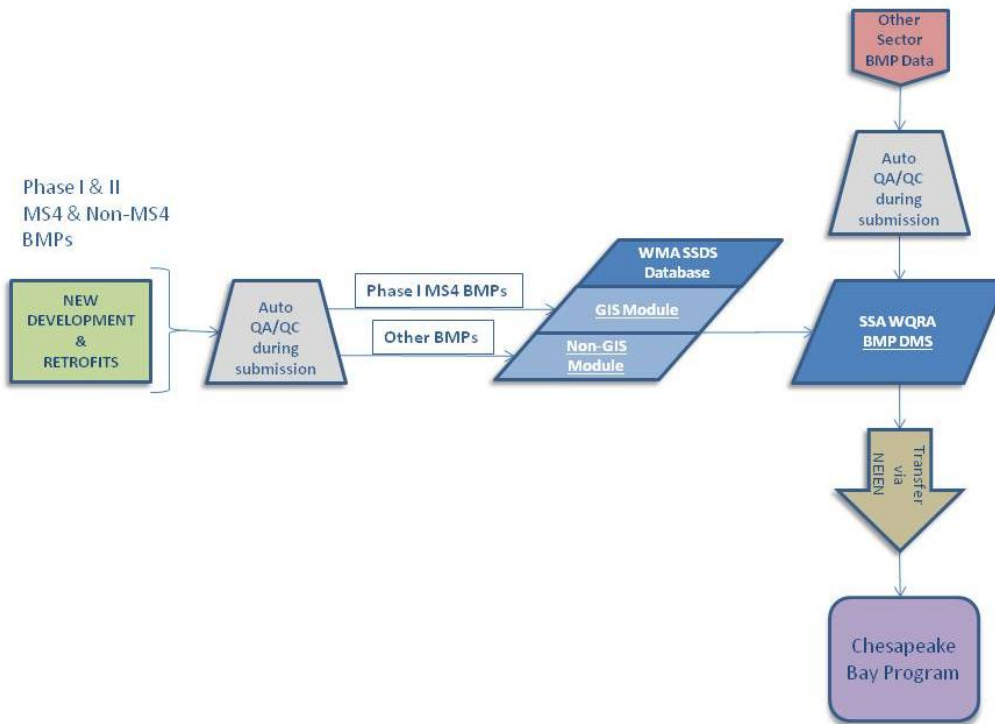 Other
Sector
BMP Data
Auto
QA/QC
during
submission
Phase I & II
MS4 & Non-MS4
BMPs
NEW
DEVELOPMENT
&
RETROFITS
Auto
QA/QC
during
submission
Phase I MS4 BMPs
Other BMPs
WMA SSDS
Database
GIS Module
Non-GIS
Module
SSA WQRA
BMP DMS
Transfer
via
NEIEN
Chesapeake
Bay Program